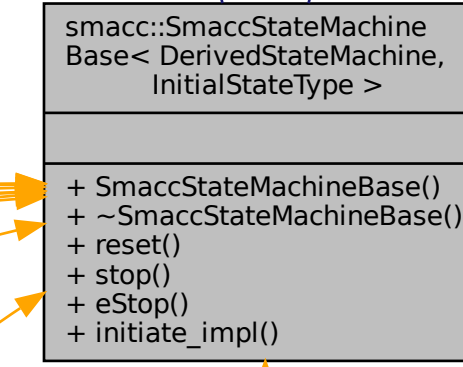 smacc::SmaccStateMachine
Base< DerivedStateMachine,
InitialStateType >
+ SmaccStateMachineBase()
+ ~SmaccStateMachineBase()
+ reset()
+ stop()
+ eStop()
+ initiate_impl()